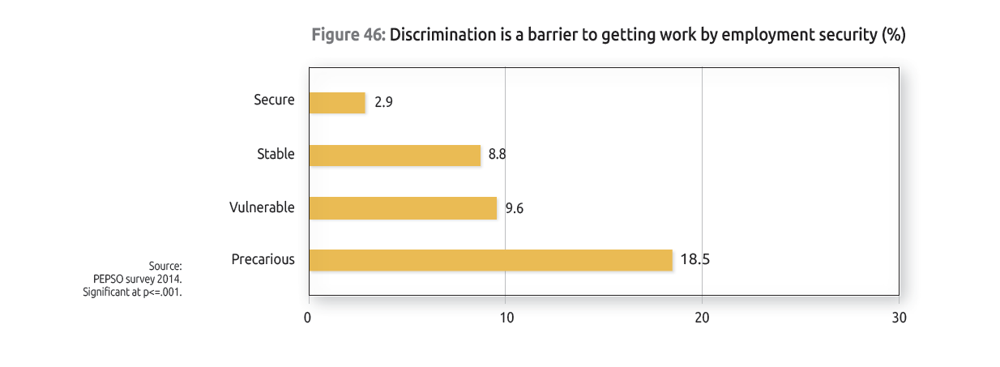 Figure 46: Discrimination is a barrier to getting work by employment security (%)
Secure 2.9
Stable 8.8
Vulnerable 9.6
Precarious 18.5
Source:
PEPSO survey 2014.
Significant at p<=.001.
0 10 20 30